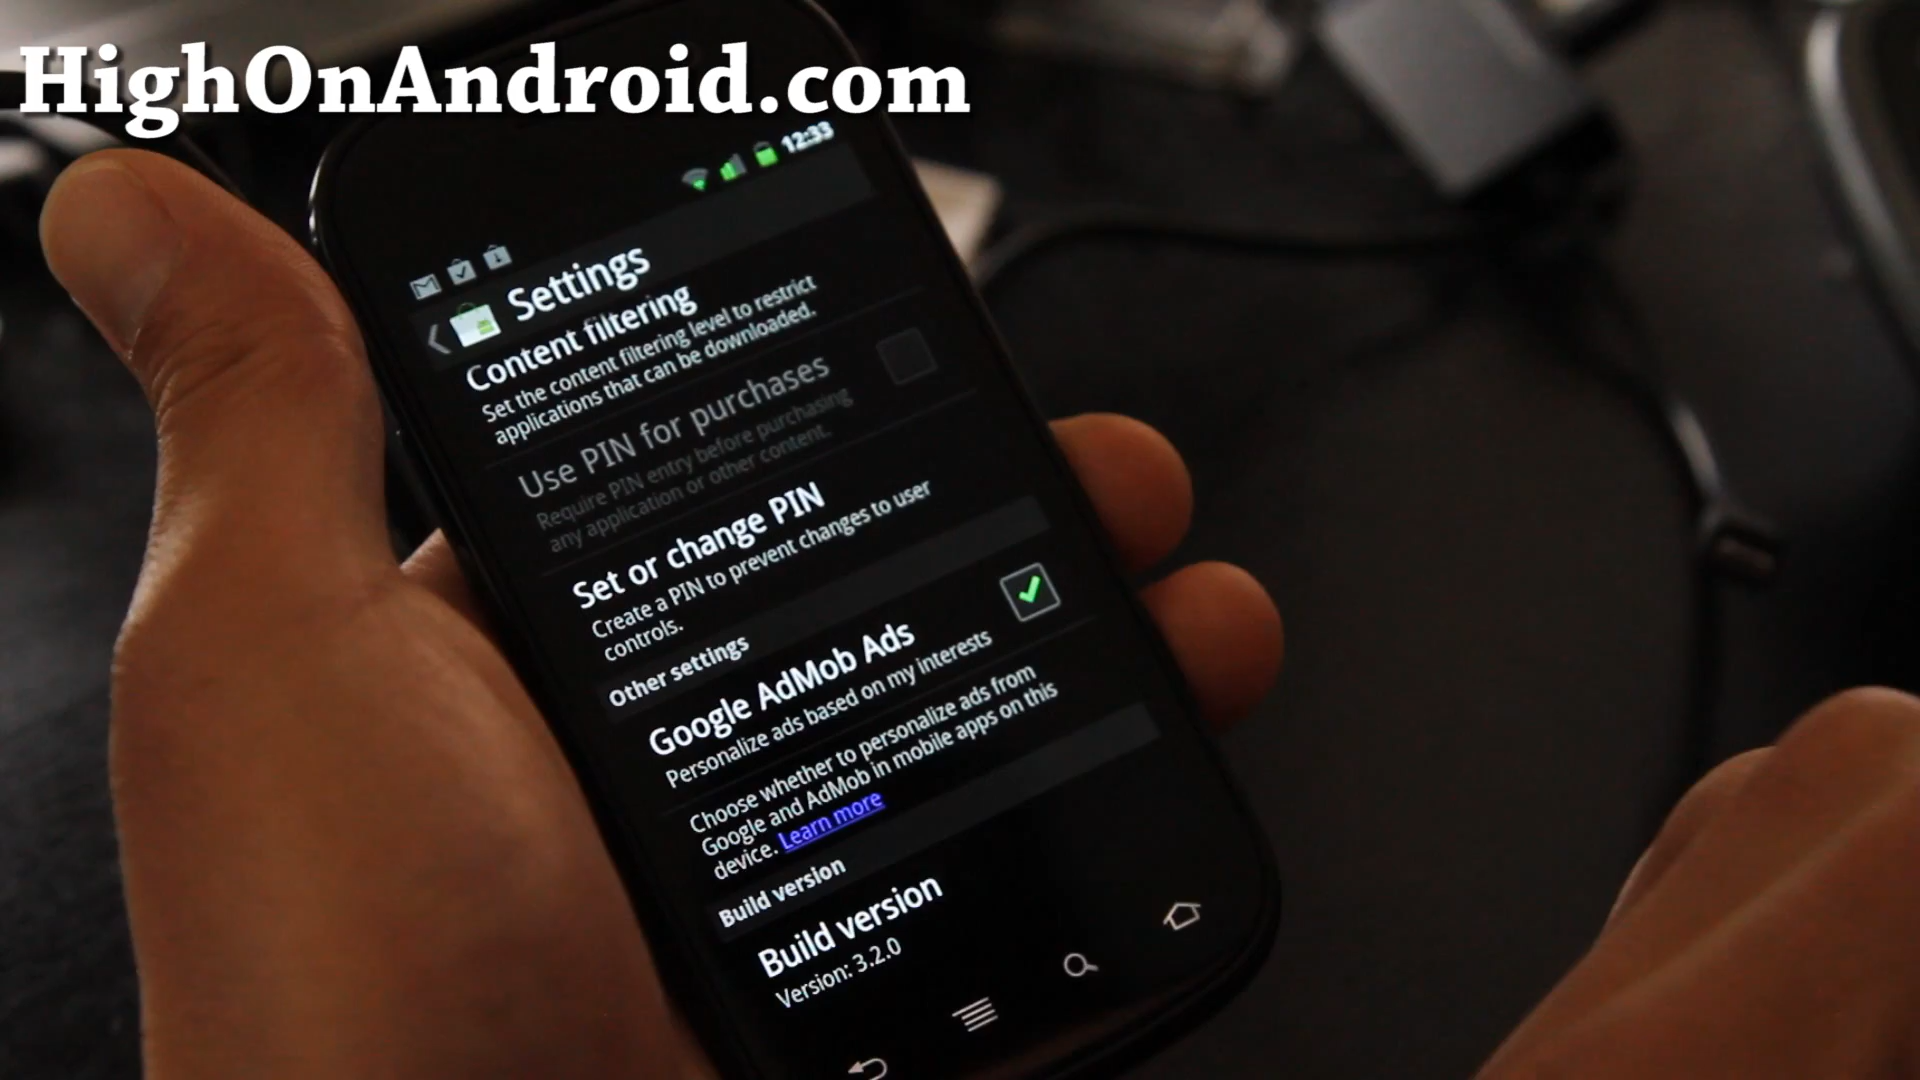 HighOnAndroid.com
12:33
Settings
Content filtering
Set the content filtering level to restrict
applications that can be downloaded.
Use PIN for purchases
Require PIN entry before purchasing
any application or other content.
Set or change PIN
Create a PIN to prevent changes to user
controls.
Other settings
Google AdMob Ads
Personalize ads based on my interests
Choose whether to personalize ads from
Google and AdMob in mobile apps on this
device. Learn more
Build version
Build version
Version: 3.2.0